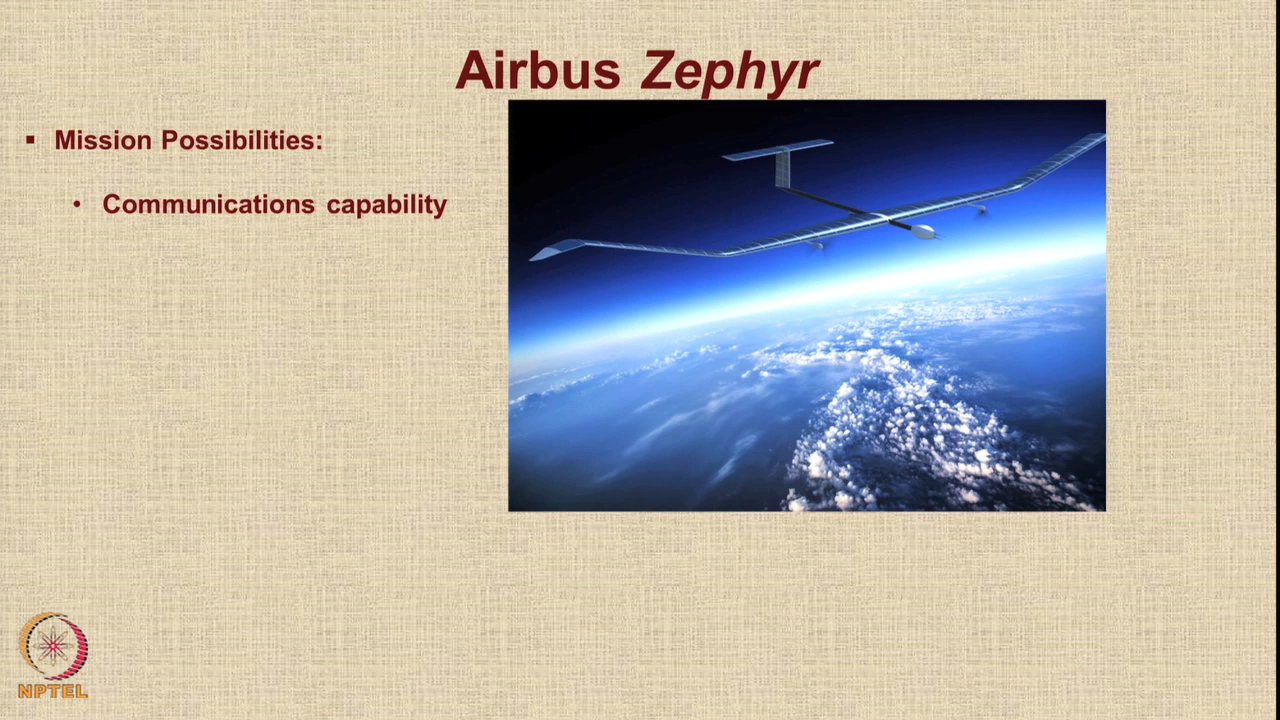 Airbus Zephyr
▪ Mission Possibilities:
• Communications capability
NPTEL